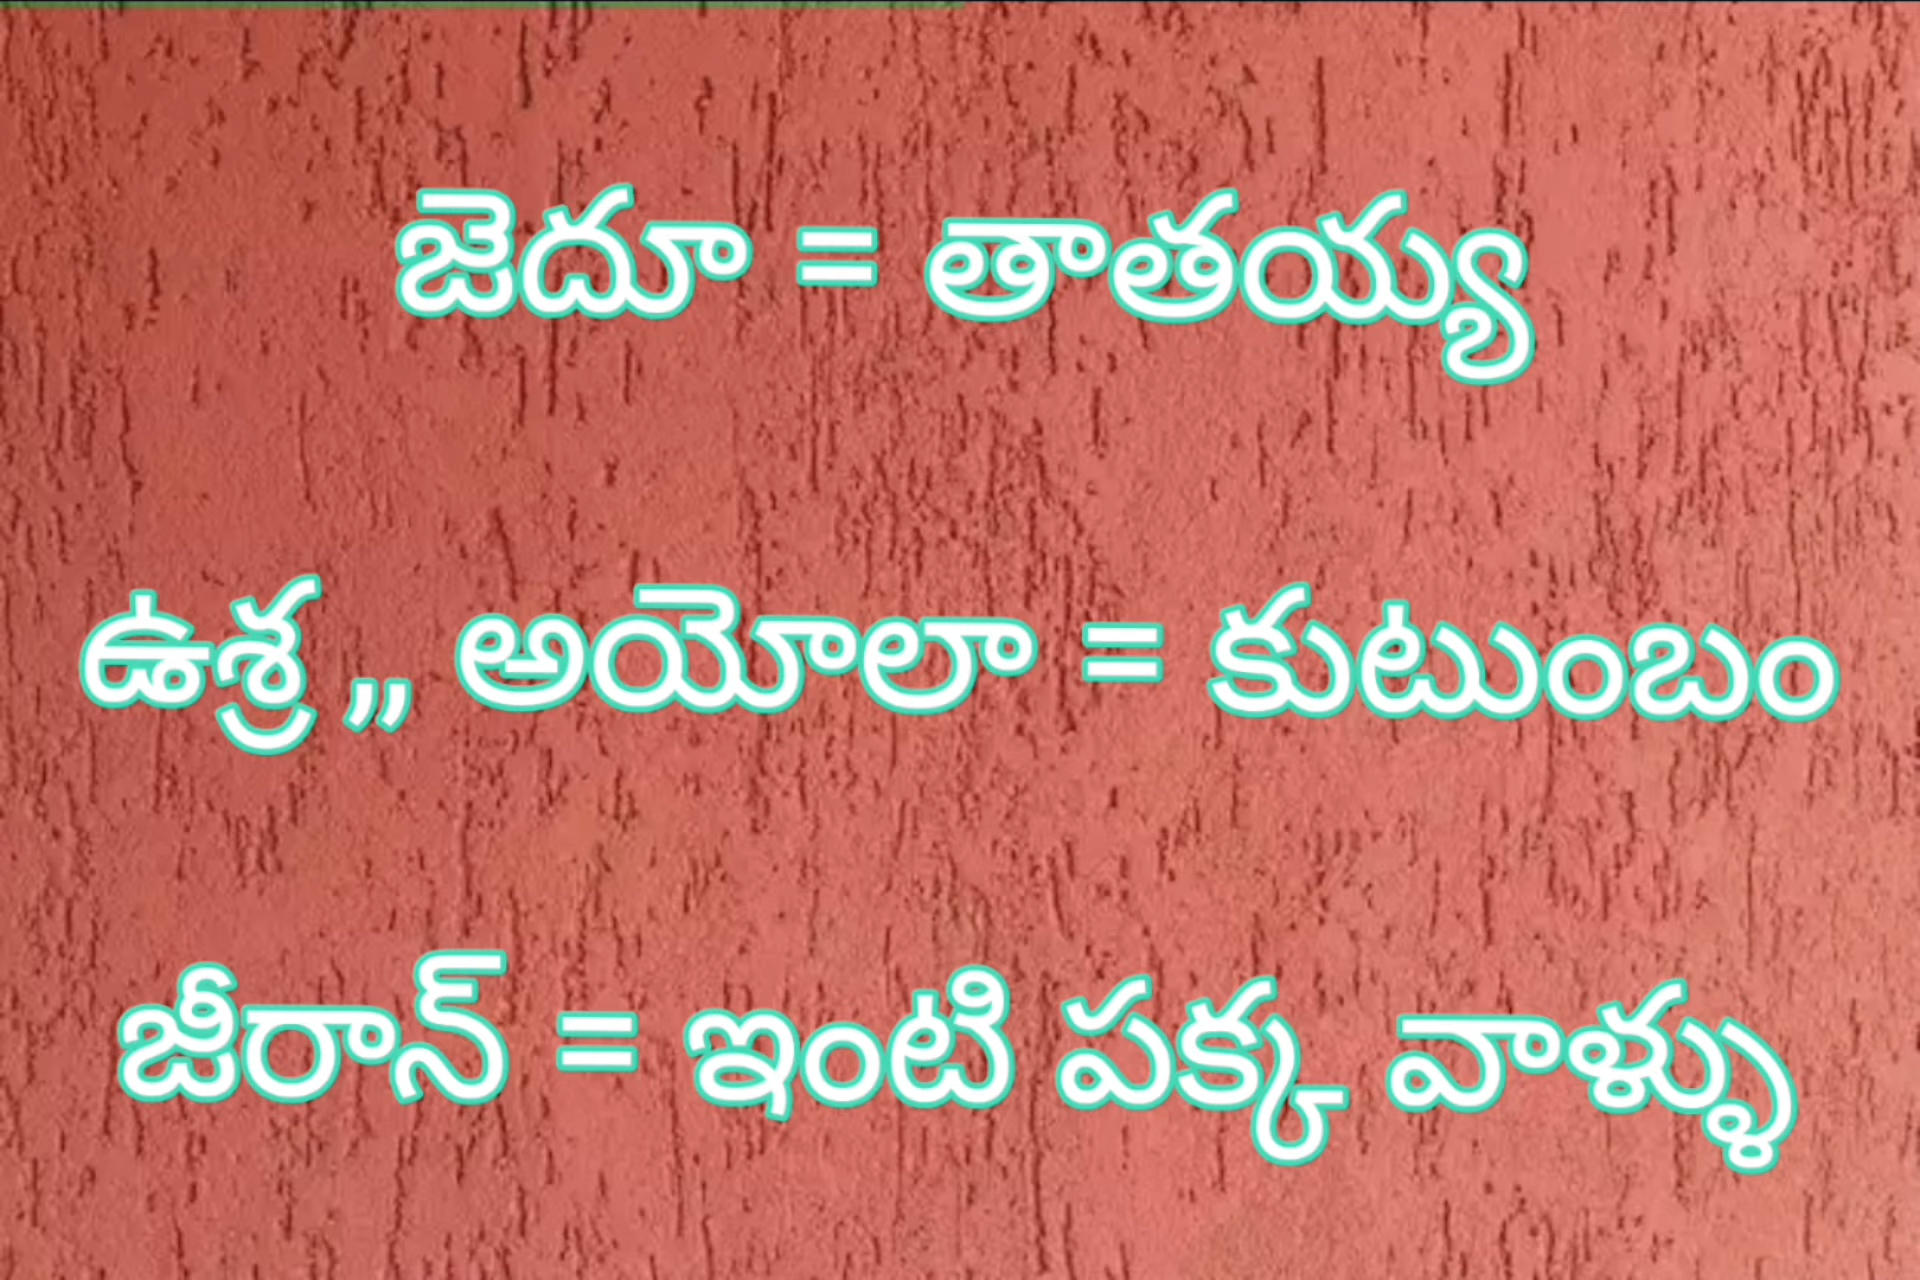 జెదూ = తాతయ్య
ఉశ్ర ,, అయోలా = కుటుంబం
జీరాన్ = ఇంటి పక్క వాళ్ళు